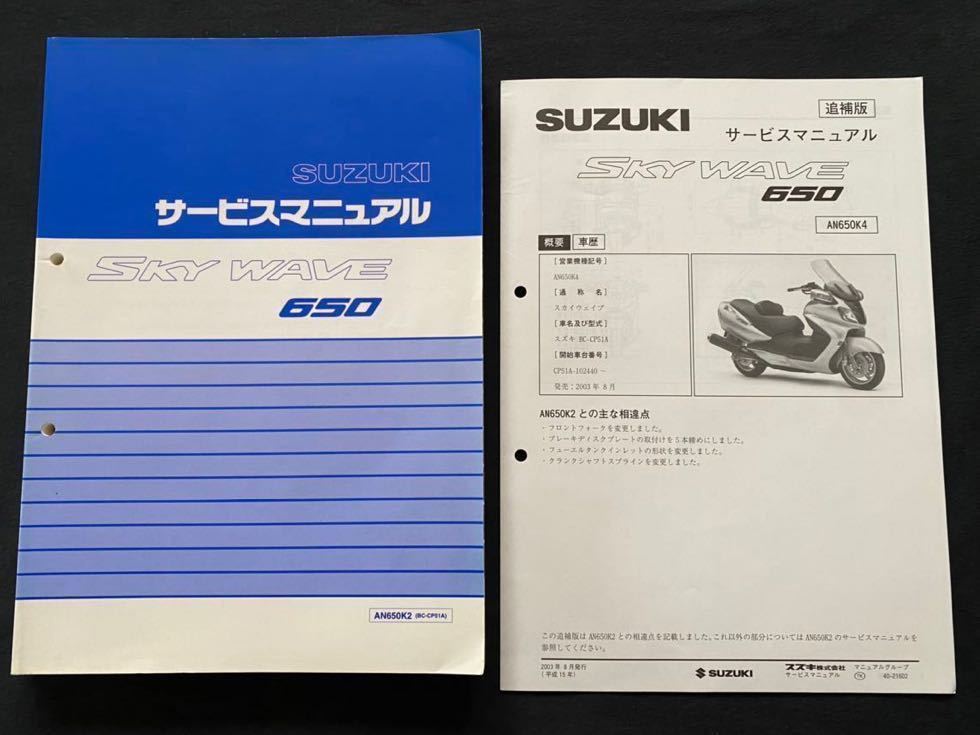 SUZUKI
サービスマニュアル
SKY WAVE
650
AN650K2 (BC-CP51A)
追補版
SUZUKI
サービスマニュアル
SKY WAVE
650
AN650K4
概要 車歴
[営業機種記号]
AN650K4
[通 称 名]
スカイウェイブ
[車名及び型式]
スズキ BC-CP51A
[開始車台番号]
CP51A-102440～
発売：2003年 8月
AN650K2との主な相違点
・フロントフォークを変更しました。
・ブレーキディスクプレートの取付けを5本締めにしました。
・フューエルタンクインレットの形状を変更しました。
・クランクシャフトスプラインを変更しました。
この追補版はAN650K2との相違点を記載しました。これ以外の部分についてはAN650K2のサービスマニュアルを
参照してください。
2003年 8月発行
(平成15年)
SUZUKI
スズキ株式会社
サービスマニュアル
マニュアルグループ
TK 40-21602